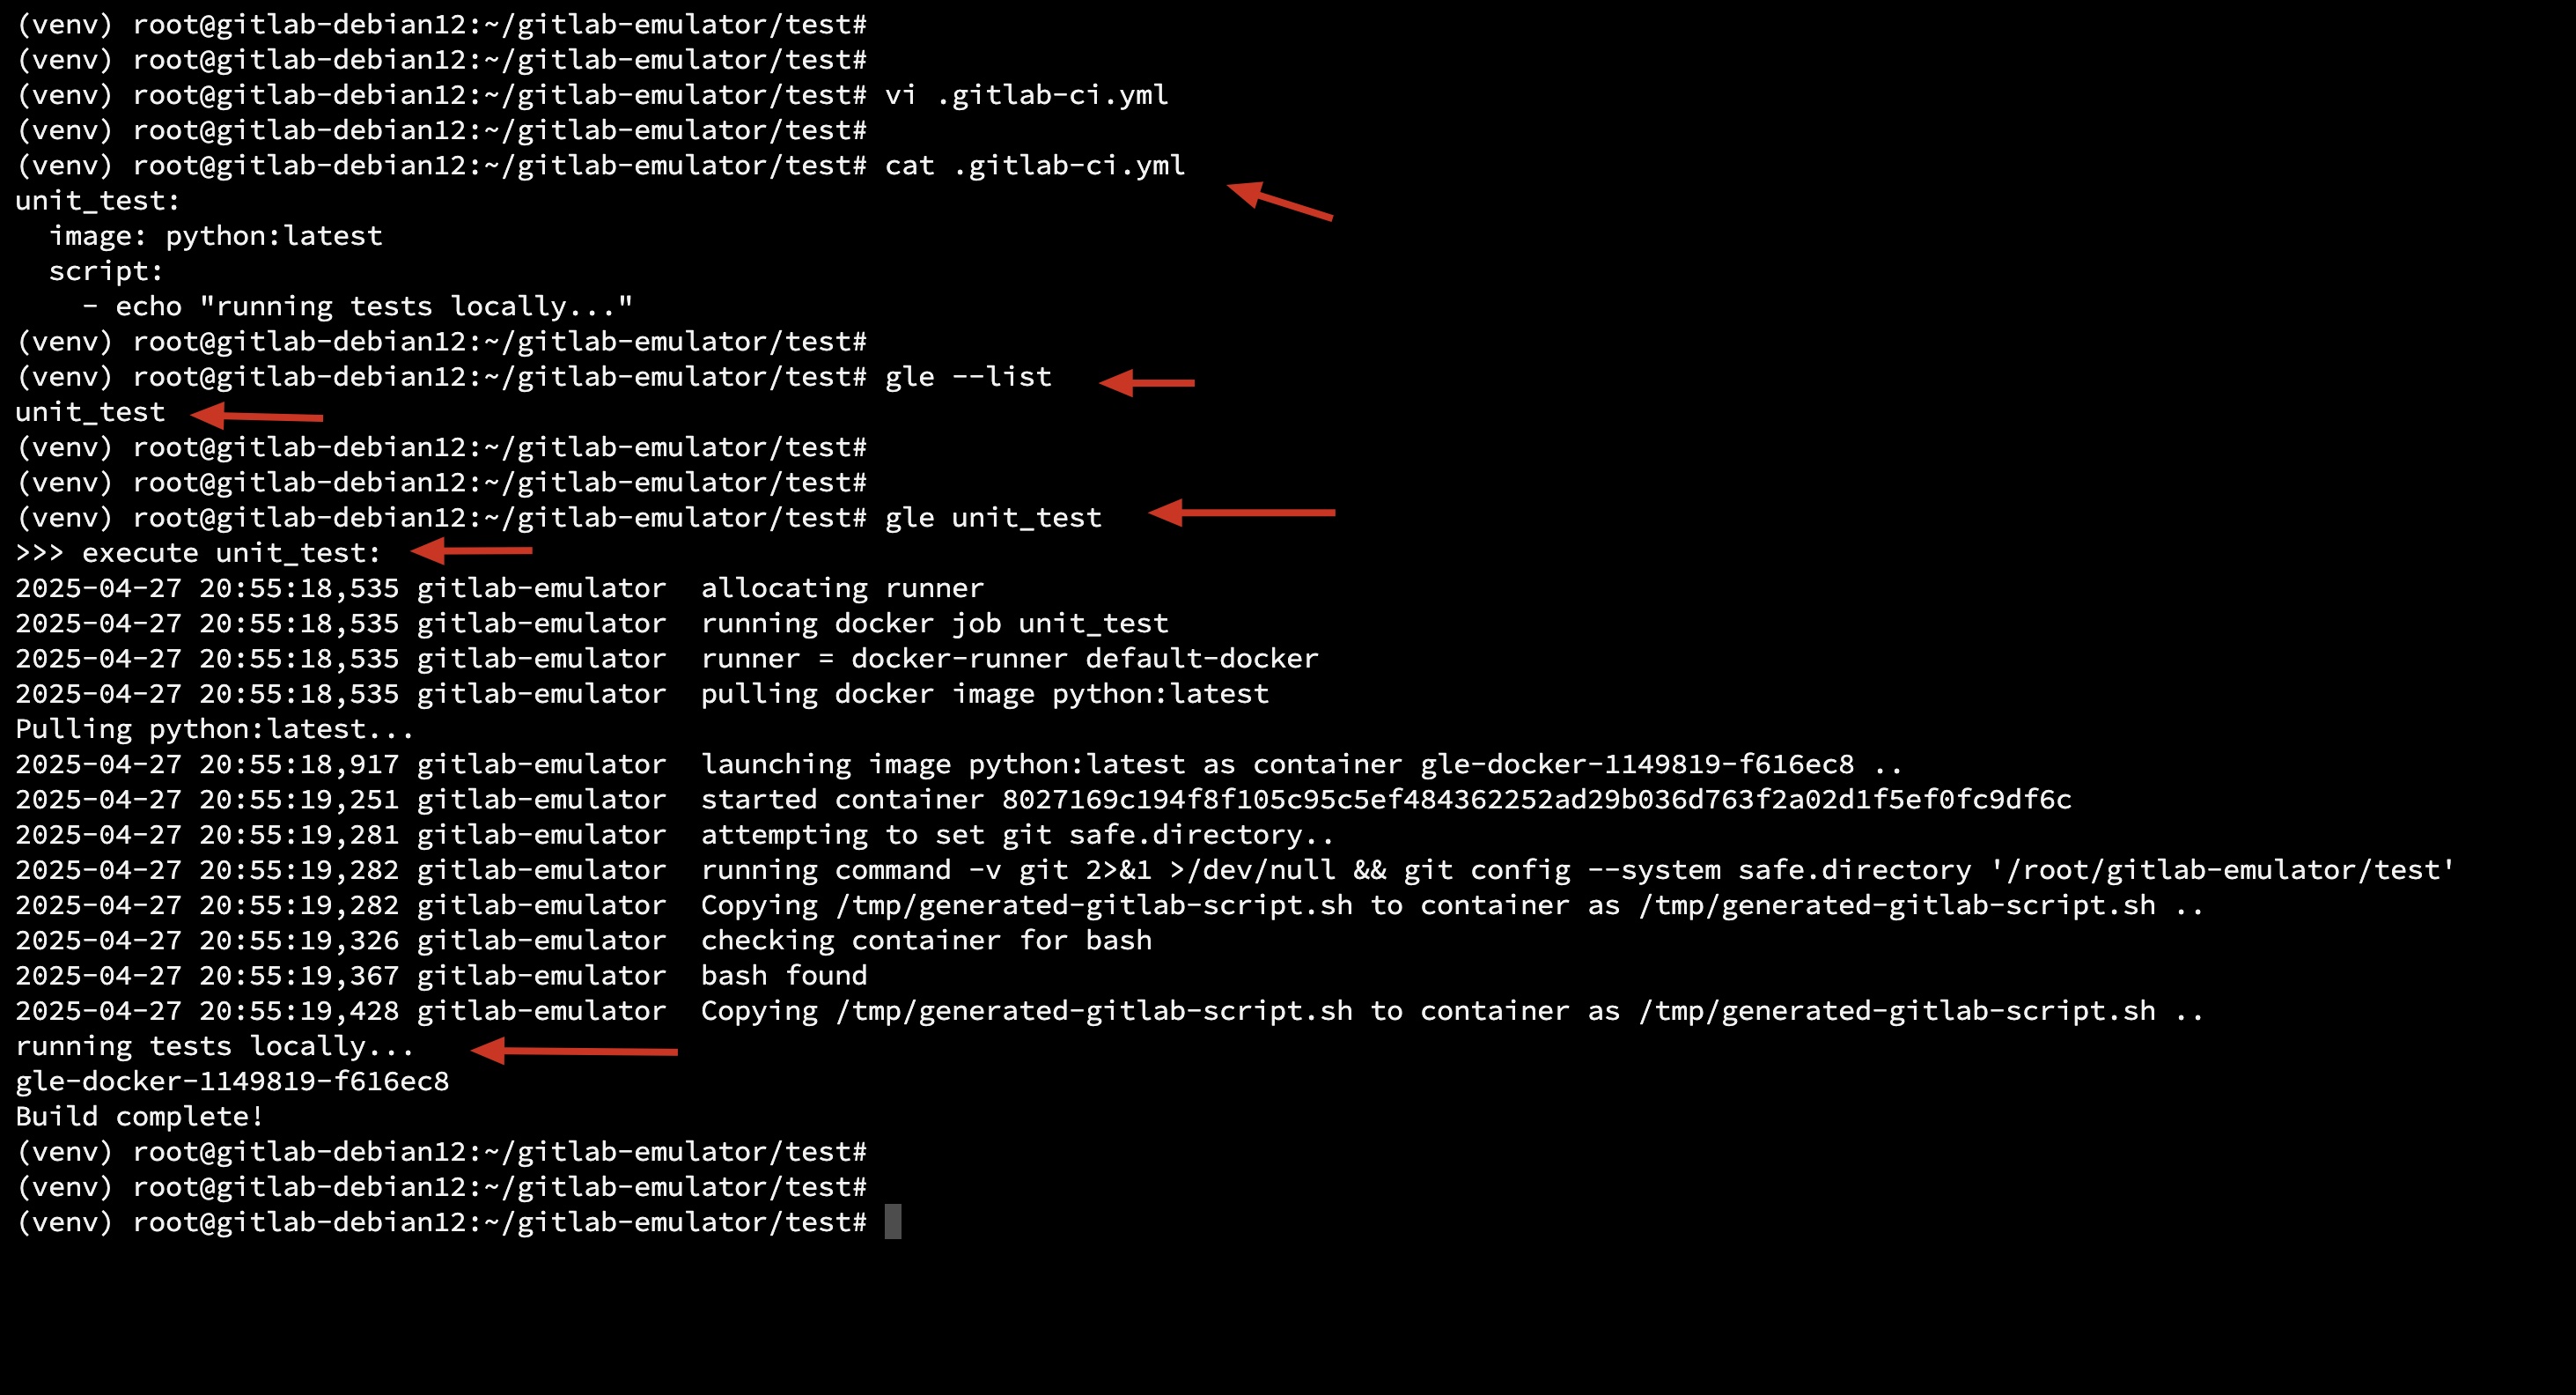 (venv) root@gitlab-debian12:~/gitlab-emulator/test#
(venv) root@gitlab-debian12:~/gitlab-emulator/test#
(venv) root@gitlab-debian12:~/gitlab-emulator/test# vi .gitlab-ci.yml
(venv) root@gitlab-debian12:~/gitlab-emulator/test#
(venv) root@gitlab-debian12:~/gitlab-emulator/test# cat .gitlab-ci.yml
unit_test:
  image: python:latest
  script:
    - echo "running tests locally..."
(venv) root@gitlab-debian12:~/gitlab-emulator/test#
(venv) root@gitlab-debian12:~/gitlab-emulator/test# gle --list
unit_test
(venv) root@gitlab-debian12:~/gitlab-emulator/test#
(venv) root@gitlab-debian12:~/gitlab-emulator/test#
(venv) root@gitlab-debian12:~/gitlab-emulator/test# gle unit_test
>>> execute unit_test:
2025-04-27 20:55:18,535 gitlab-emulator  allocating runner
2025-04-27 20:55:18,535 gitlab-emulator  running docker job unit_test
2025-04-27 20:55:18,535 gitlab-emulator  runner = docker-runner default-docker
2025-04-27 20:55:18,535 gitlab-emulator  pulling docker image python:latest
Pulling python:latest...
2025-04-27 20:55:18,917 gitlab-emulator  launching image python:latest as container gle-docker-1149819-f616ec8 ..
2025-04-27 20:55:19,251 gitlab-emulator  started container 8027169c194f8f105c95c5ef484362252ad29b036d763f2a02d1f5ef0fc9df6c
2025-04-27 20:55:19,281 gitlab-emulator  attempting to set git safe.directory..
2025-04-27 20:55:19,282 gitlab-emulator  running command -v git 2>&1 >/dev/null && git config --system safe.directory '/root/gitlab-emulator/test'
2025-04-27 20:55:19,282 gitlab-emulator  Copying /tmp/generated-gitlab-script.sh to container as /tmp/generated-gitlab-script.sh ..
2025-04-27 20:55:19,326 gitlab-emulator  checking container for bash
2025-04-27 20:55:19,367 gitlab-emulator  bash found
2025-04-27 20:55:19,428 gitlab-emulator  Copying /tmp/generated-gitlab-script.sh to container as /tmp/generated-gitlab-script.sh ..
running tests locally...
gle-docker-1149819-f616ec8
Build complete!
(venv) root@gitlab-debian12:~/gitlab-emulator/test#
(venv) root@gitlab-debian12:~/gitlab-emulator/test#
(venv) root@gitlab-debian12:~/gitlab-emulator/test#